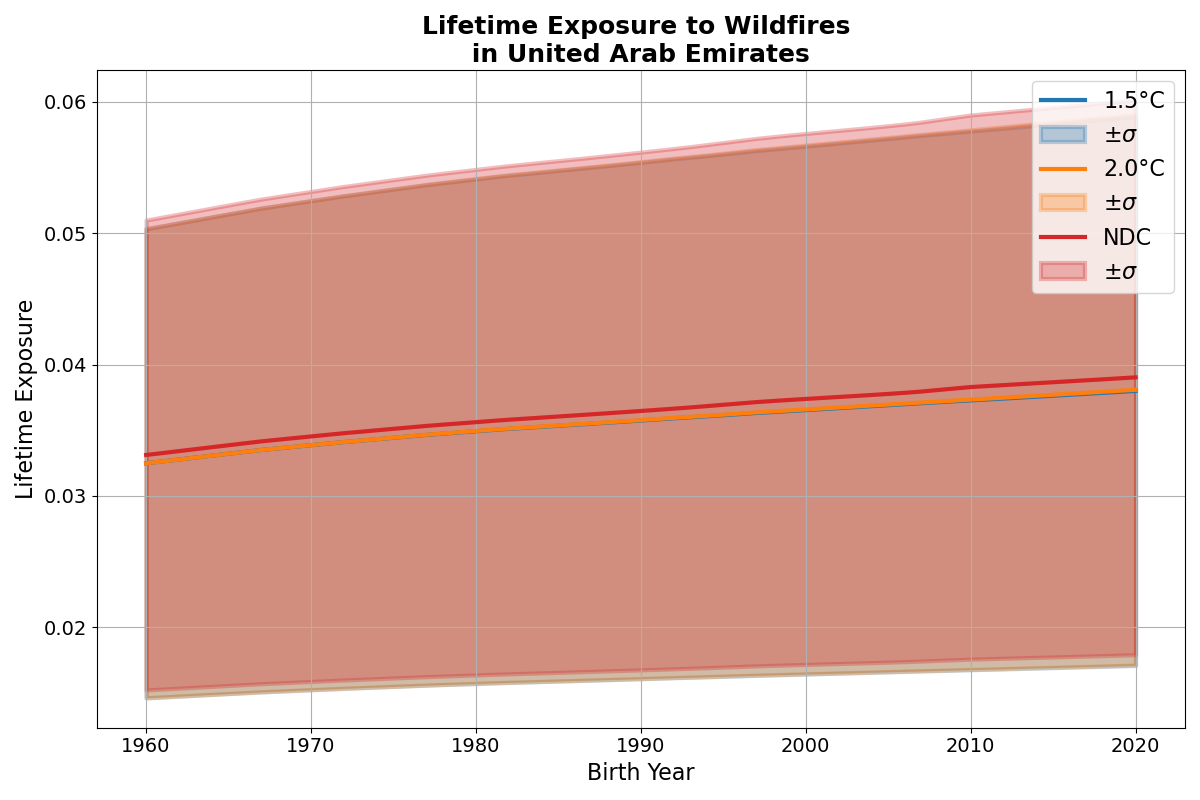 Lifetime Exposure to Wildfires
in United Arab Emirates
0.06
0.05
0.04
0.03
0.02
Lifetime Exposure
1960
1970
1980
1990
2000
2010
2020
Birth Year
1.5°C
±σ
2.0°C
±σ
NDC
±σ